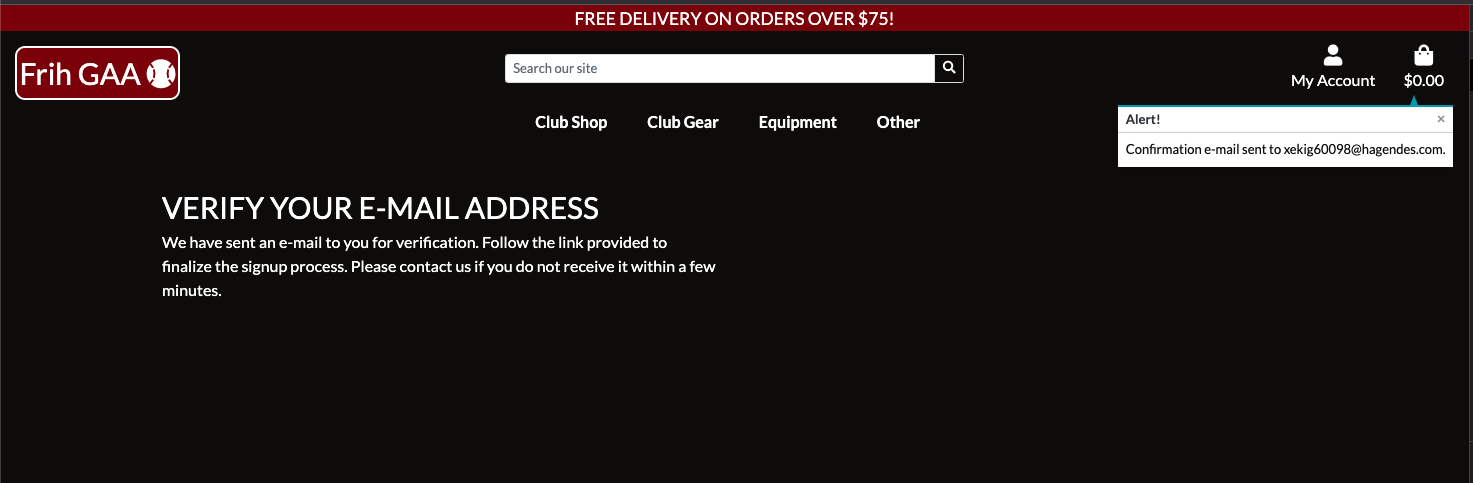 FREE DELIVERY ON ORDERS OVER $75!
Frih GAA
Search our site
My Account
$0.00
Club Shop
Club Gear
Equipment
Other
Alert!
×
Confirmation e-mail sent to xekig60098@hagendes.com.
VERIFY YOUR E-MAIL ADDRESS
We have sent an e-mail to you for verification. Follow the link provided to
finalize the signup process. Please contact us if you do not receive it within a few
minutes.